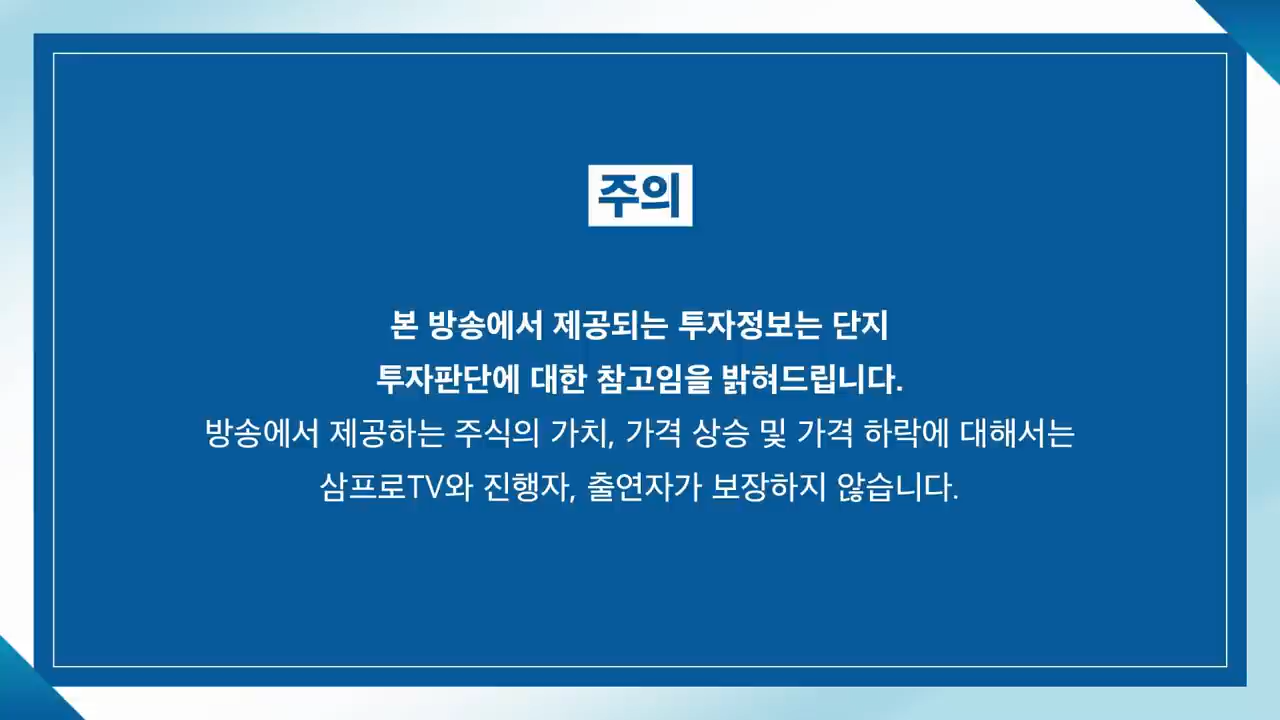 주의
본 방송에서 제공되는 투자정보는 단지
투자판단에 대한 참고임을 밝혀드립니다.
방송에서 제공하는 주식의 가치, 가격 상승 및 가격 하락에 대해서는
삼프로TV와 진행자, 출연자가 보장하지 않습니다.